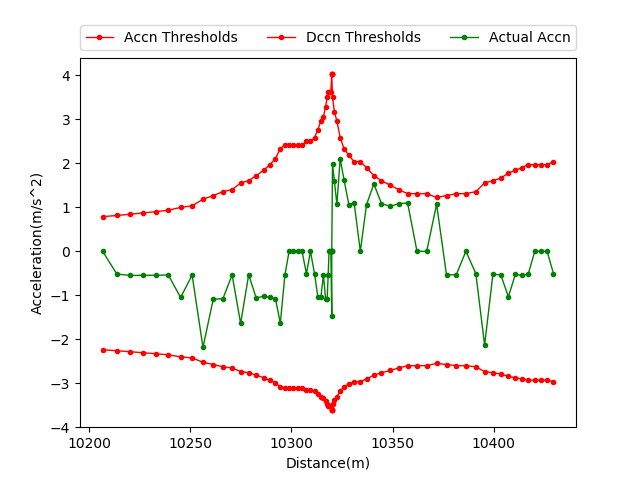 Accn Thresholds Dccn Thresholds Actual Accn
4
3
2
1
0
−1
−2
−3
−4
Acceleration(m/s^2)
10200 10250 10300 10350 10400
Distance(m)